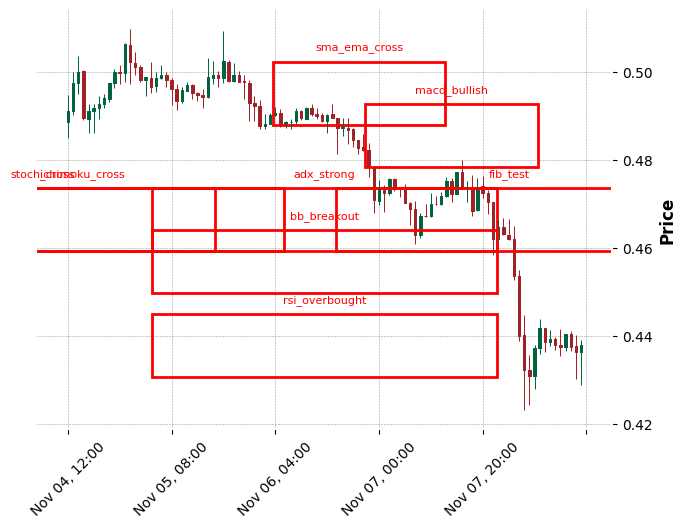 sma_ema_cross
0.50
macd_bullish
0.48
ichimoku_cross
adx_strong
fib_test
bb_breakout
Price
0.46
rsi_overbought
0.44
0.42
Nov 04, 12:00
Nov 05, 08:00
Nov 06, 04:00
Nov 07, 00:00
Nov 07, 20:00